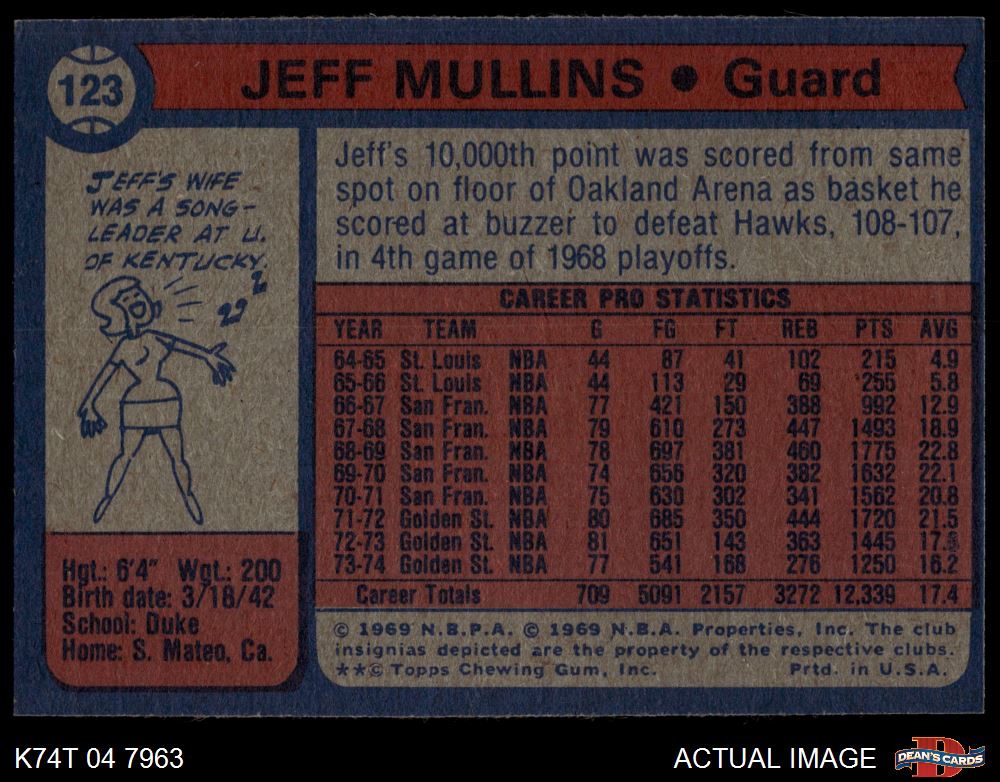 123
JEFF MULLINS ● Guard
JEFF'S WIFE
WAS A SONG-
LEADER AT U.
OF KENTUCKY.
Jeff's 10,000th point was scored from same
spot on floor of Oakland Arena as basket he
scored at buzzer to defeat Hawks, 108-107,
in 4th game of 1968 playoffs.
CAREER PRO STATISTICS
YEAR TEAM G FG FT REB PTS AVG
64-65 St. Louis NBA 44 87 41 102 215 4.9
65-66 St. Louis NBA 44 113 29 69 255 5.8
66-67 San Fran. NBA 77 421 150 388 992 12.9
67-68 San Fran. NBA 79 610 273 447 1493 18.9
68-69 San Fran. NBA 78 697 381 460 1775 22.8
69-70 San Fran. NBA 74 656 320 382 1632 22.1
70-71 San Fran. NBA 75 630 302 341 1562 20.8
71-72 Golden St. NBA 80 685 350 444 1720 21.5
72-73 Golden St. NBA 81 651 143 363 1445
73-74 Golden St. NBA 77 541 168 276 1250 16.2
Career Totals 709 5091 2157 3272 12,339 17.4
Hgt.: 6'4" Wgt.: 200
Birth date: 3/18/42
School: Duke
Home: S. Mateo, Ca.
© 1969 N.B.P.A. © 1969 N.B.A. Properties, Inc. The club
insignias depicted are the property of the respective clubs.
**© Topps Chewing Gum, Inc. Prtd. in U.S.A.
K74T 04 7963
ACTUAL IMAGE
D
DEAN'S CARDS